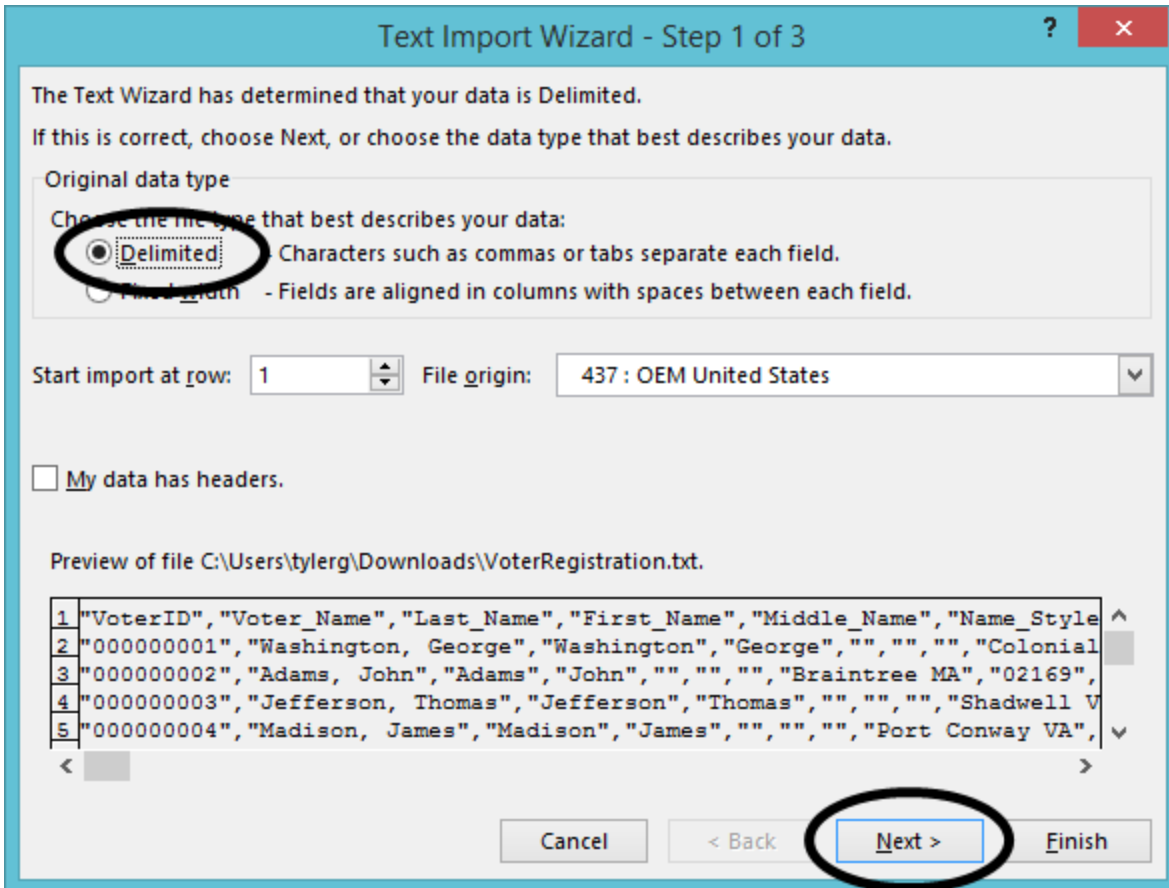 Text Import Wizard - Step 1 of 3 ? ×
The Text Wizard has determined that your data is Delimited.
If this is correct, choose Next, or choose the data type that best describes your data.
Original data type
Choose the file type that best describes your data:
Delimited - Characters such as commas or tabs separate each field.
Fixed width - Fields are aligned in columns with spaces between each field.
Start import at row: 1 File origin: 437 : OEM United States
My data has headers.
Preview of file C:\Users\tylerg\Downloads\VoterRegistration.txt.
1 "VoterID","Voter_Name","Last_Name","First_Name","Middle_Name","Name_Style
2 "000000001","Washington, George","Washington","George","","","","Colonial
3 "000000002","Adams, John","Adams","John","","","","Braintree MA","02169",
4 "000000003","Jefferson, Thomas","Jefferson","Thomas","","","","Shadwell V
5 "000000004","Madison, James","Madison","James","","","","Port Conway VA",
Cancel < Back Next > Finish